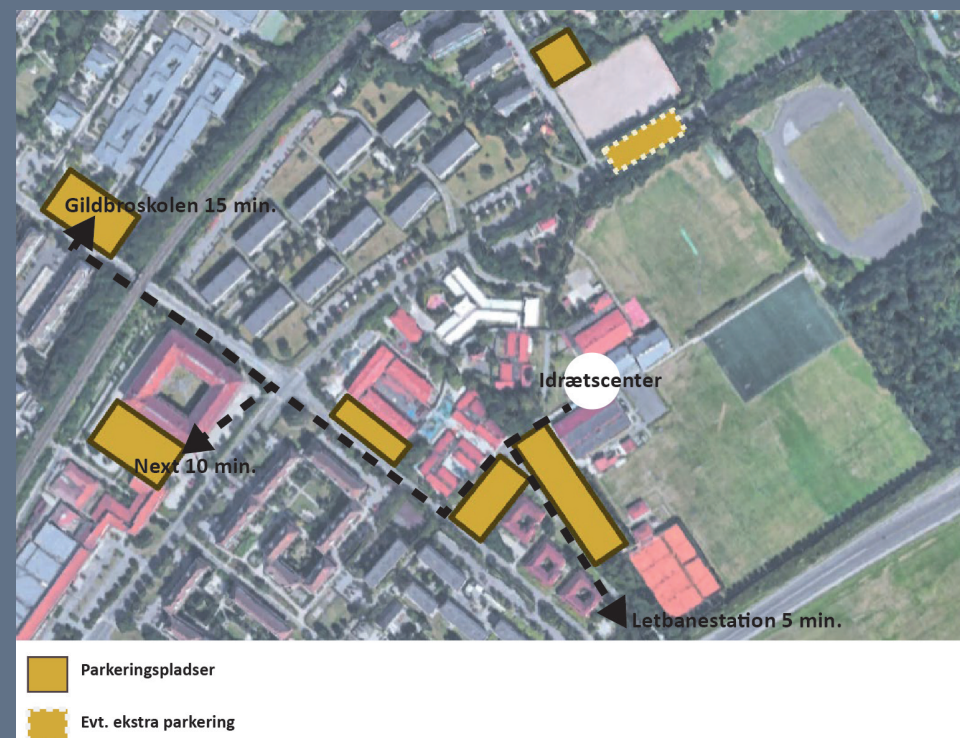 Gildbroskolen 15 min.
Idrætscenter
Next 10 min.
Letbanestation 5 min.
Parkeringspladser
Evt. ekstra parkering